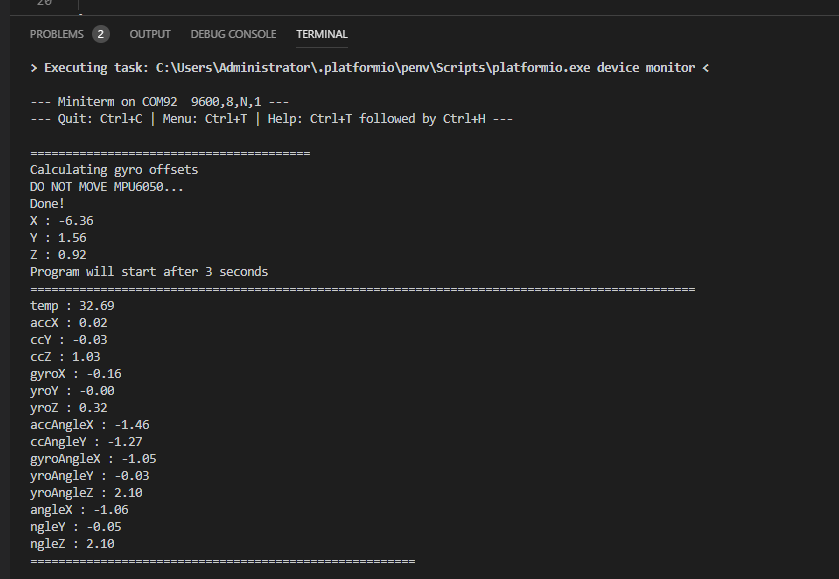 20
PROBLEMS 2 OUTPUT DEBUG CONSOLE TERMINAL
> Executing task: C:\Users\Administrator\.platformio\penv\Scripts\platformio.exe device monitor <
--- Miniterm on COM92  9600,8,N,1 ---
--- Quit: Ctrl+C | Menu: Ctrl+T | Help: Ctrl+T followed by Ctrl+H ---
========================================
Calculating gyro offsets
DO NOT MOVE MPU6050...
Done!
X : -6.36
Y : 1.56
Z : 0.92
Program will start after 3 seconds
===============================================================================================
temp : 32.69
accX : 0.02
ccY : -0.03
ccZ : 1.03
gyroX : -0.16
yroY : -0.00
yroZ : 0.32
accAngleX : -1.46
ccAngleY : -1.27
gyroAngleX : -1.05
yroAngleY : -0.03
yroAngleZ : 2.10
angleX : -1.06
ngleY : -0.05
ngleZ : 2.10
=======================================================